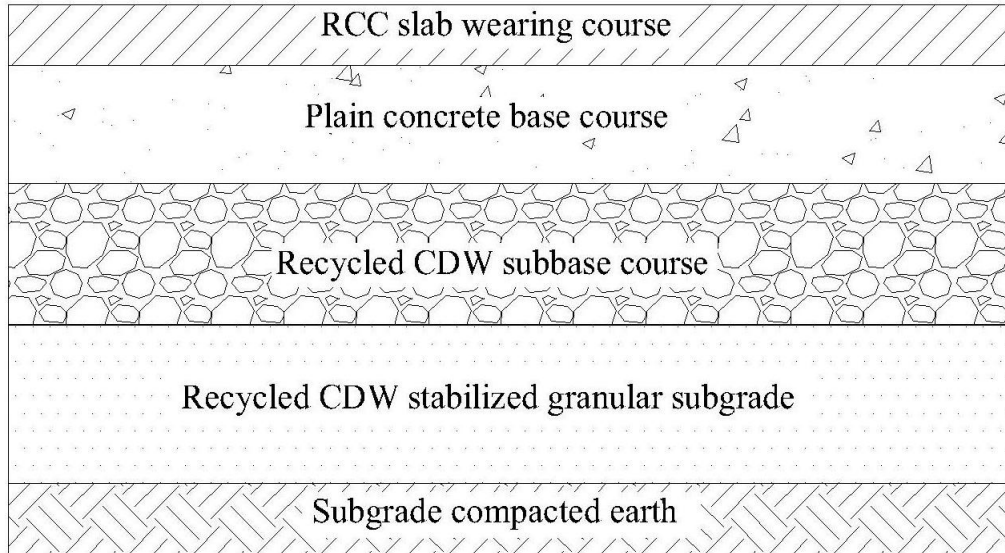 RCC slab wearing course
Plain concrete base course
Recycled CDW subbase course
Recycled CDW stabilized granular subgrade
Subgrade compacted earth